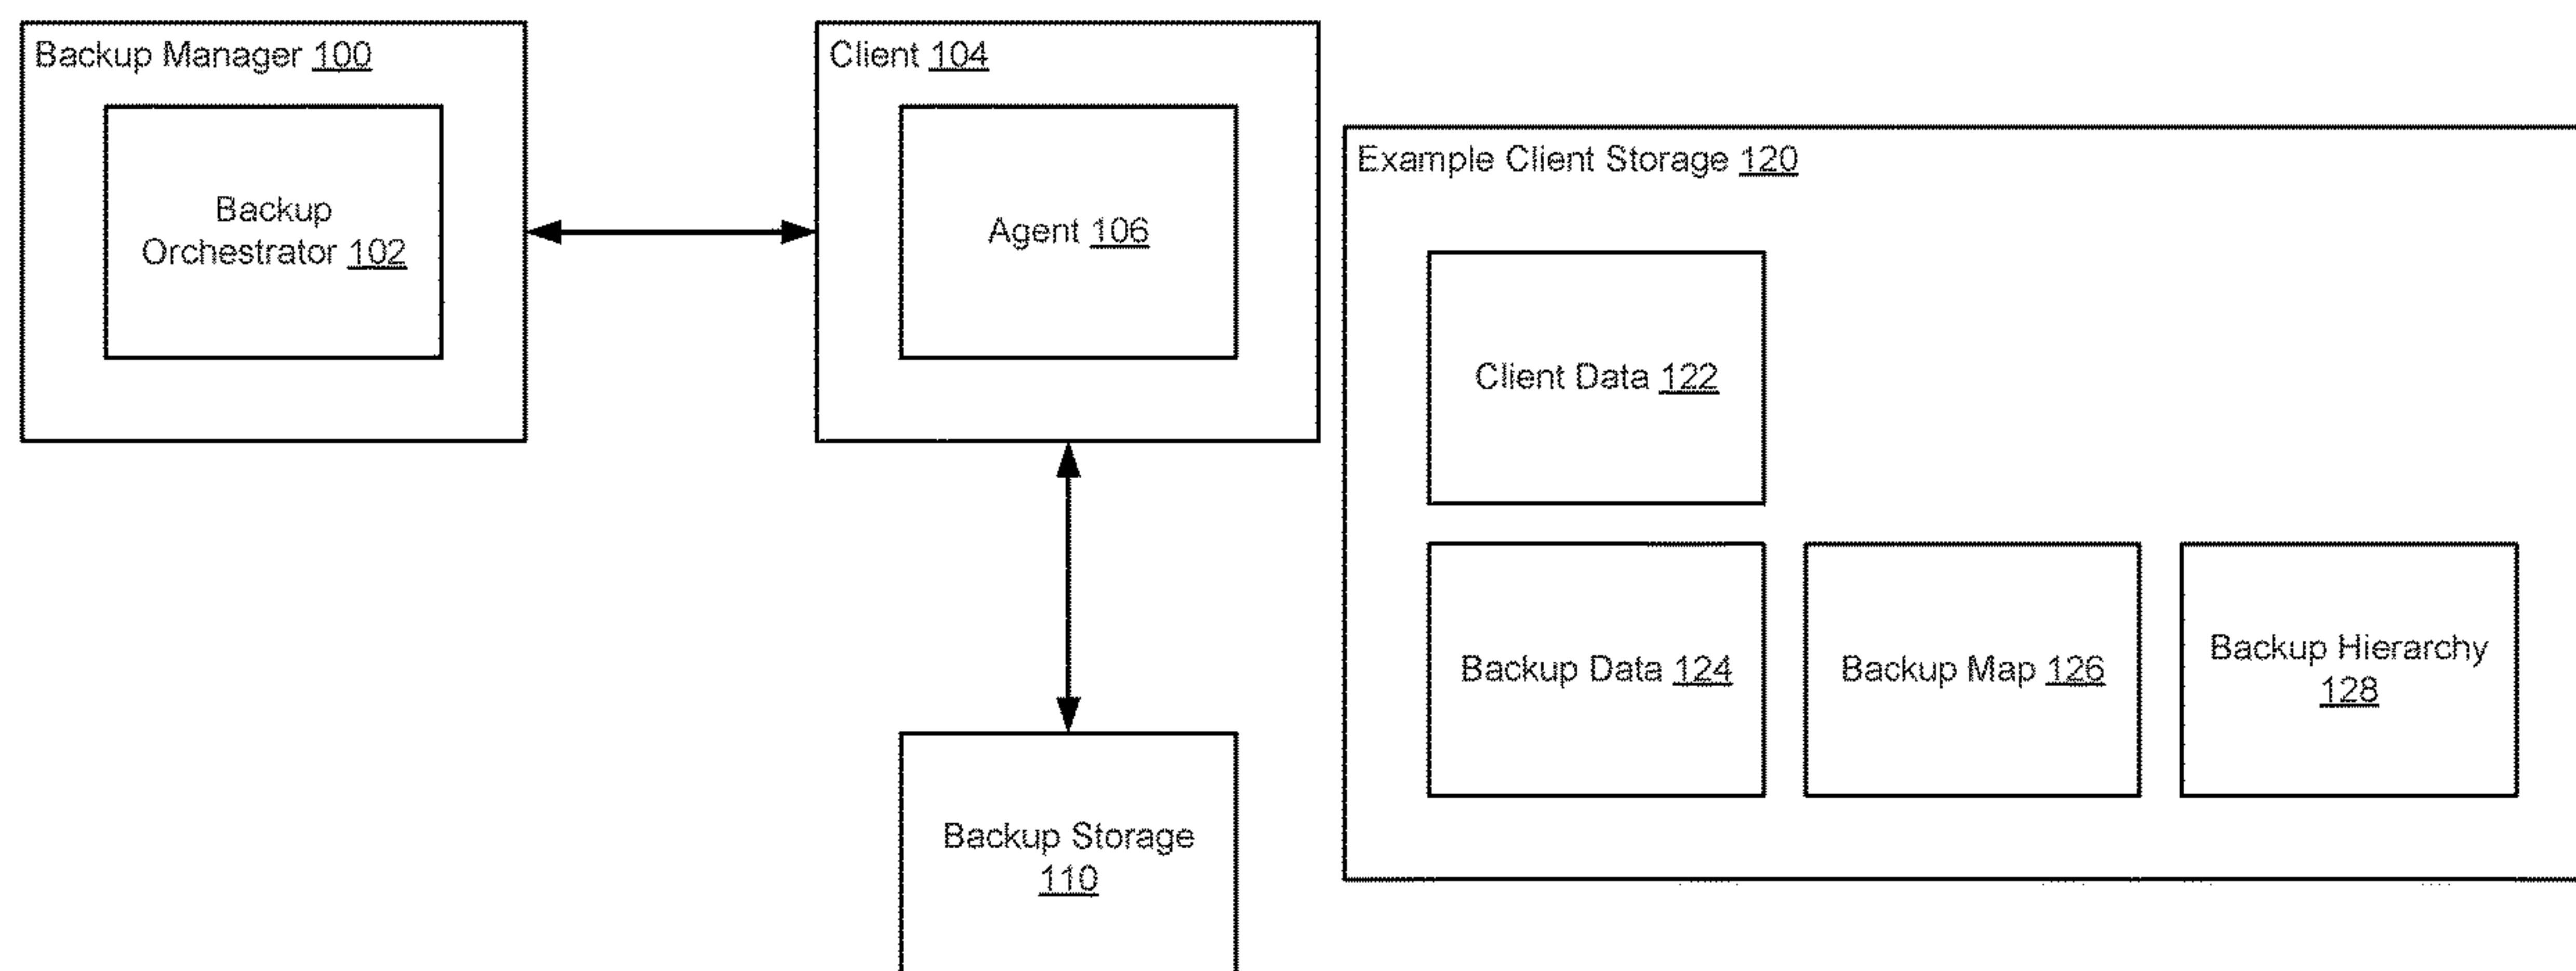 Backup Manager 100
Backup
Orchestrator 102
Client 104
Agent 106
Example Client Storage 120
Client Data 122
Backup Data 124
Backup Map 126
Backup Hierarchy
128
Backup Storage
110